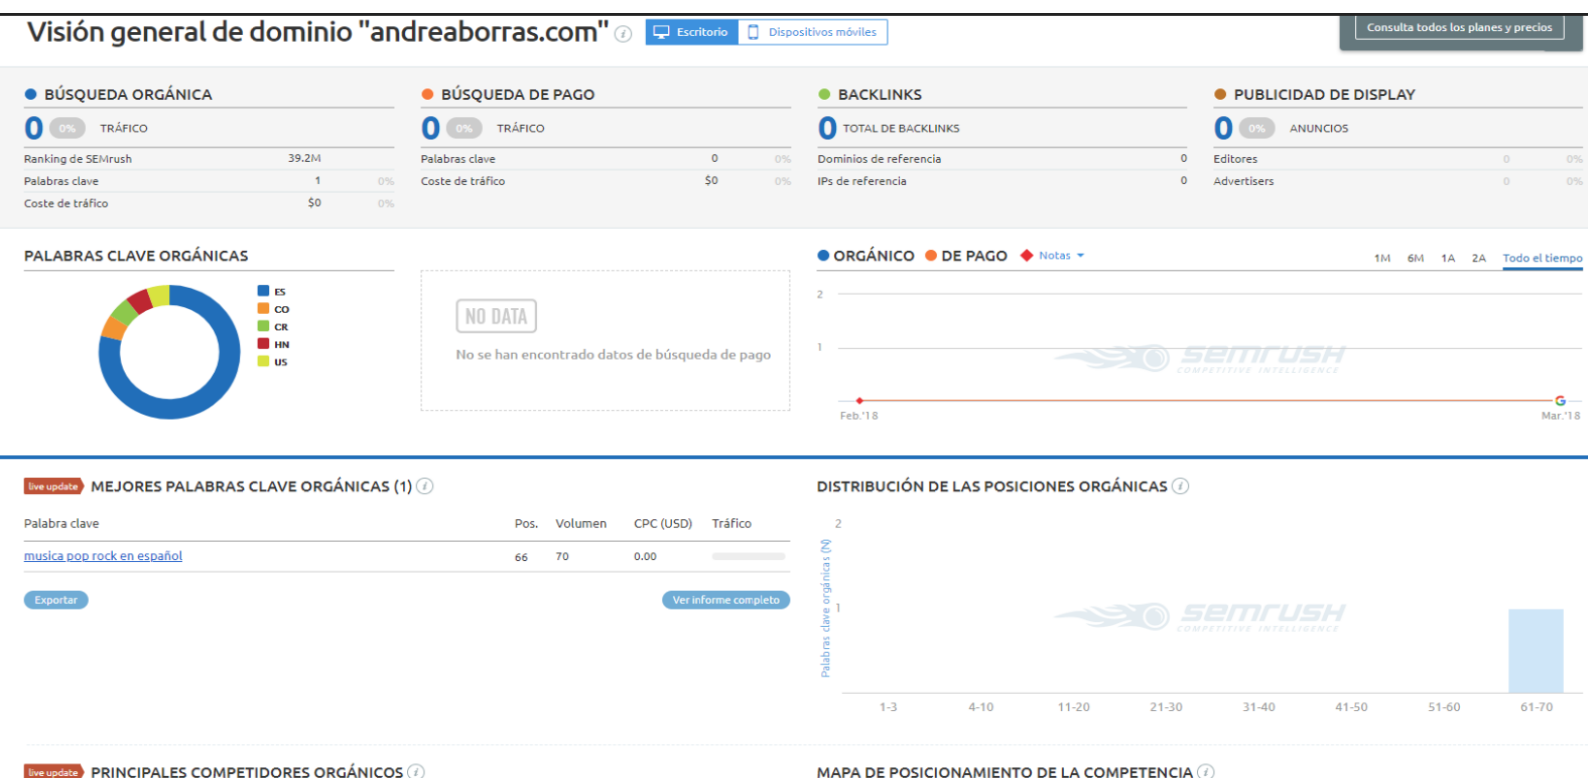 Visión general de dominio "andreaborras.com" i Escritorio Dispositivos móviles
Consulta todos los planes y precios
BÚSQUEDA ORGÁNICA
0 0% TRÁFICO
Ranking de SEMrush 39.2M
Palabras clave 1 0%
Coste de tráfico $0 0%
BÚSQUEDA DE PAGO
0 0% TRÁFICO
Palabras clave 0 0%
Coste de tráfico $0 0%
BACKLINKS
0 TOTAL DE BACKLINKS
Dominios de referencia 0
IPs de referencia 0
PUBLICIDAD DE DISPLAY
0 0% ANUNCIOS
Editores 0 0%
Advertisers 0 0%
PALABRAS CLAVE ORGÁNICAS
ES
CO
CR
HN
US
NO DATA
No se han encontrado datos de búsqueda de pago
ORGÁNICO DE PAGO Notas
1M 6M 1A 2A Todo el tiempo
2
1
SEMRUSH
COMPETITIVE INTELLIGENCE
G
Feb.'18 Mar.'18
live update MEJORES PALABRAS CLAVE ORGÁNICAS (1) i
Palabra clave Pos. Volumen CPC (USD) Tráfico
musica pop rock en español 66 70 0.00
Exportar Ver informe completo
DISTRIBUCIÓN DE LAS POSICIONES ORGÁNICAS i
Palabras clave orgánicas (N)
2
1
SEMRUSH
COMPETITIVE INTELLIGENCE
1-3 4-10 11-20 21-30 31-40 41-50 51-60 61-70
live update PRINCIPALES COMPETIDORES ORGÁNICOS i
MAPA DE POSICIONAMIENTO DE LA COMPETENCIA i